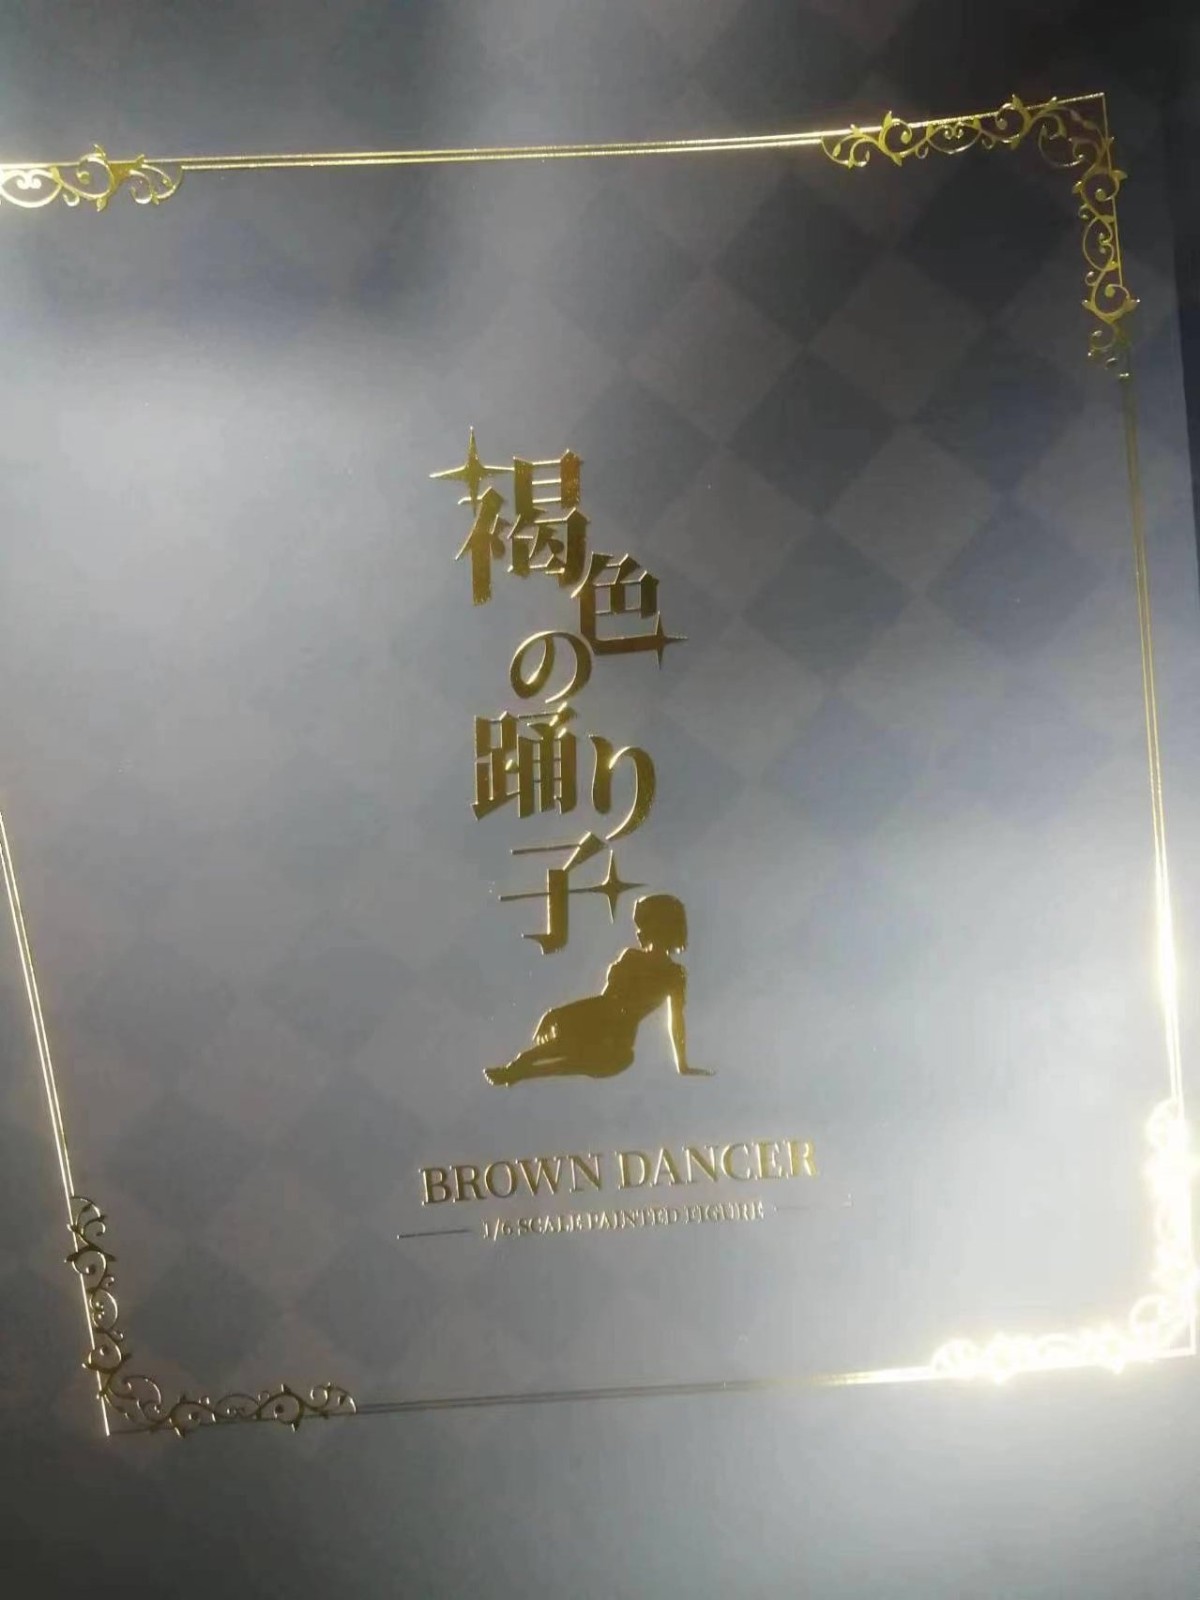 褐色の踊り子
BROWN DANCER
1/6 SCALE PAINTED FIGURE